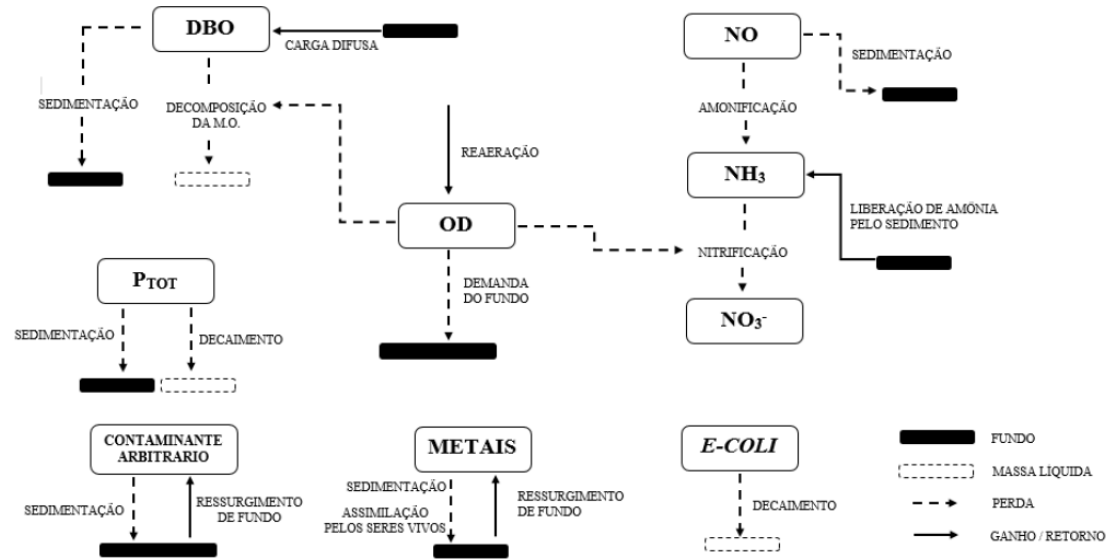 DBO
CARGA DIFUSA
SEDIMENTAÇÃO
DECOMPOSIÇÃO
DA M.O.
REAERAÇÃO
OD
DEMANDA
DO FUNDO
NO
SEDIMENTAÇÃO
AMONIFICAÇÃO
NH3
LIBERAÇÃO DE AMÔNIA
PELO SEDIMENTO
NITRIFICAÇÃO
NO3-
PTOT
SEDIMENTAÇÃO
DECAIMENTO
CONTAMINANTE
ARBITRARIO
SEDIMENTAÇÃO
RESSURGIMENTO
DE FUNDO
METAIS
SEDIMENTAÇÃO
ASSIMILAÇÃO
PELOS SERES VIVOS
RESSURGIMENTO
DE FUNDO
E-COLI
DECAIMENTO
FUNDO
MASSA LÍQUIDA
PERDA
GANHO / RETORNO